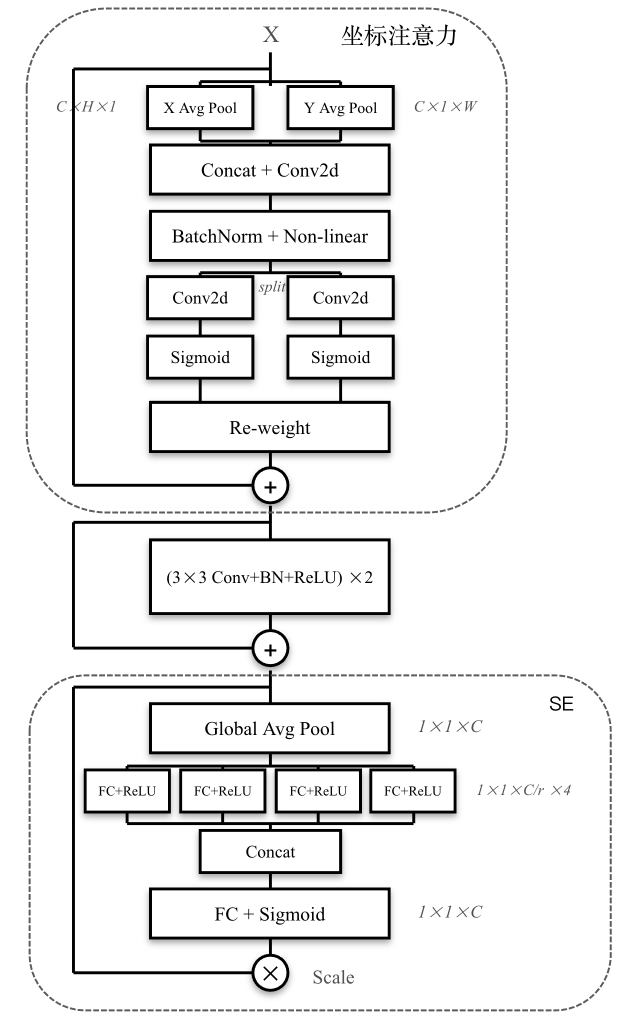 X
坐标注意力
C×H×1
X Avg Pool
Y Avg Pool
C×1×W
Concat + Conv2d
BatchNorm + Non-linear
split
Conv2d
Conv2d
Sigmoid
Sigmoid
Re-weight
+
(3×3 Conv+BN+ReLU) ×2
+
SE
Global Avg Pool
1×1×C
FC+ReLU
FC+ReLU
FC+ReLU
FC+ReLU
1×1×C/r ×4
Concat
FC + Sigmoid
1×1×C
×
Scale